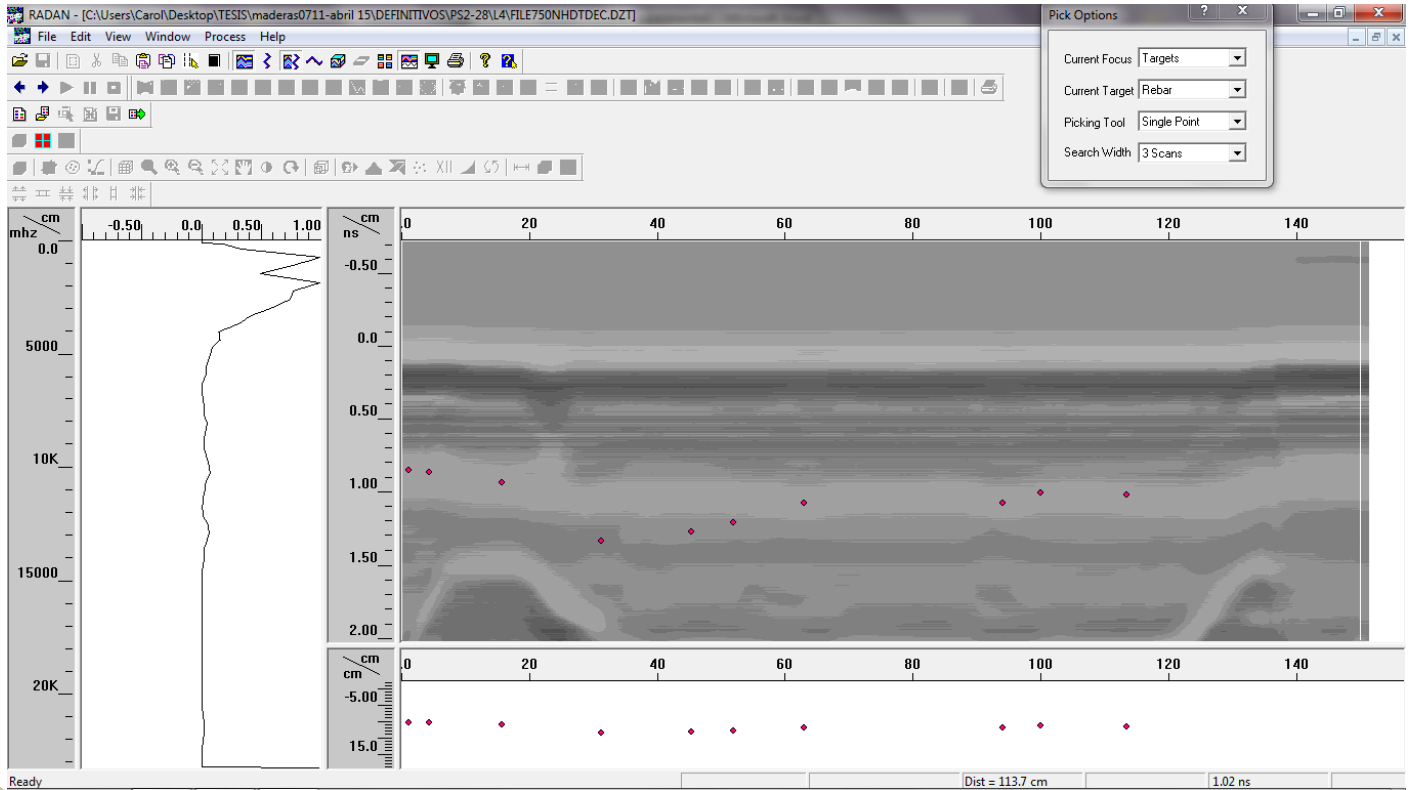 RADAN - [C:\Users\Carol\Desktop\TESIS\maderas0711-abril 15\DEFINITIVOS\PS2-28\L4\FILE750NHDTDEC.DZT]
File Edit View Window Process Help
Pick Options
Current Focus Targets
Current Target Rebar
Picking Tool Single Point
Search Width 3 Scans
XII
cm
mhz
-0.50 0.0 0.50 1.00
0.0
5000
10K
15000
20K
cm
ns
.0 20 40 60 80 100 120 140
-0.50
0.0
0.50
1.00
1.50
2.00
cm
cm
.0 20 40 60 80 100 120 140
-5.00
15.0
Ready Dist = 113.7 cm 1.02 ns